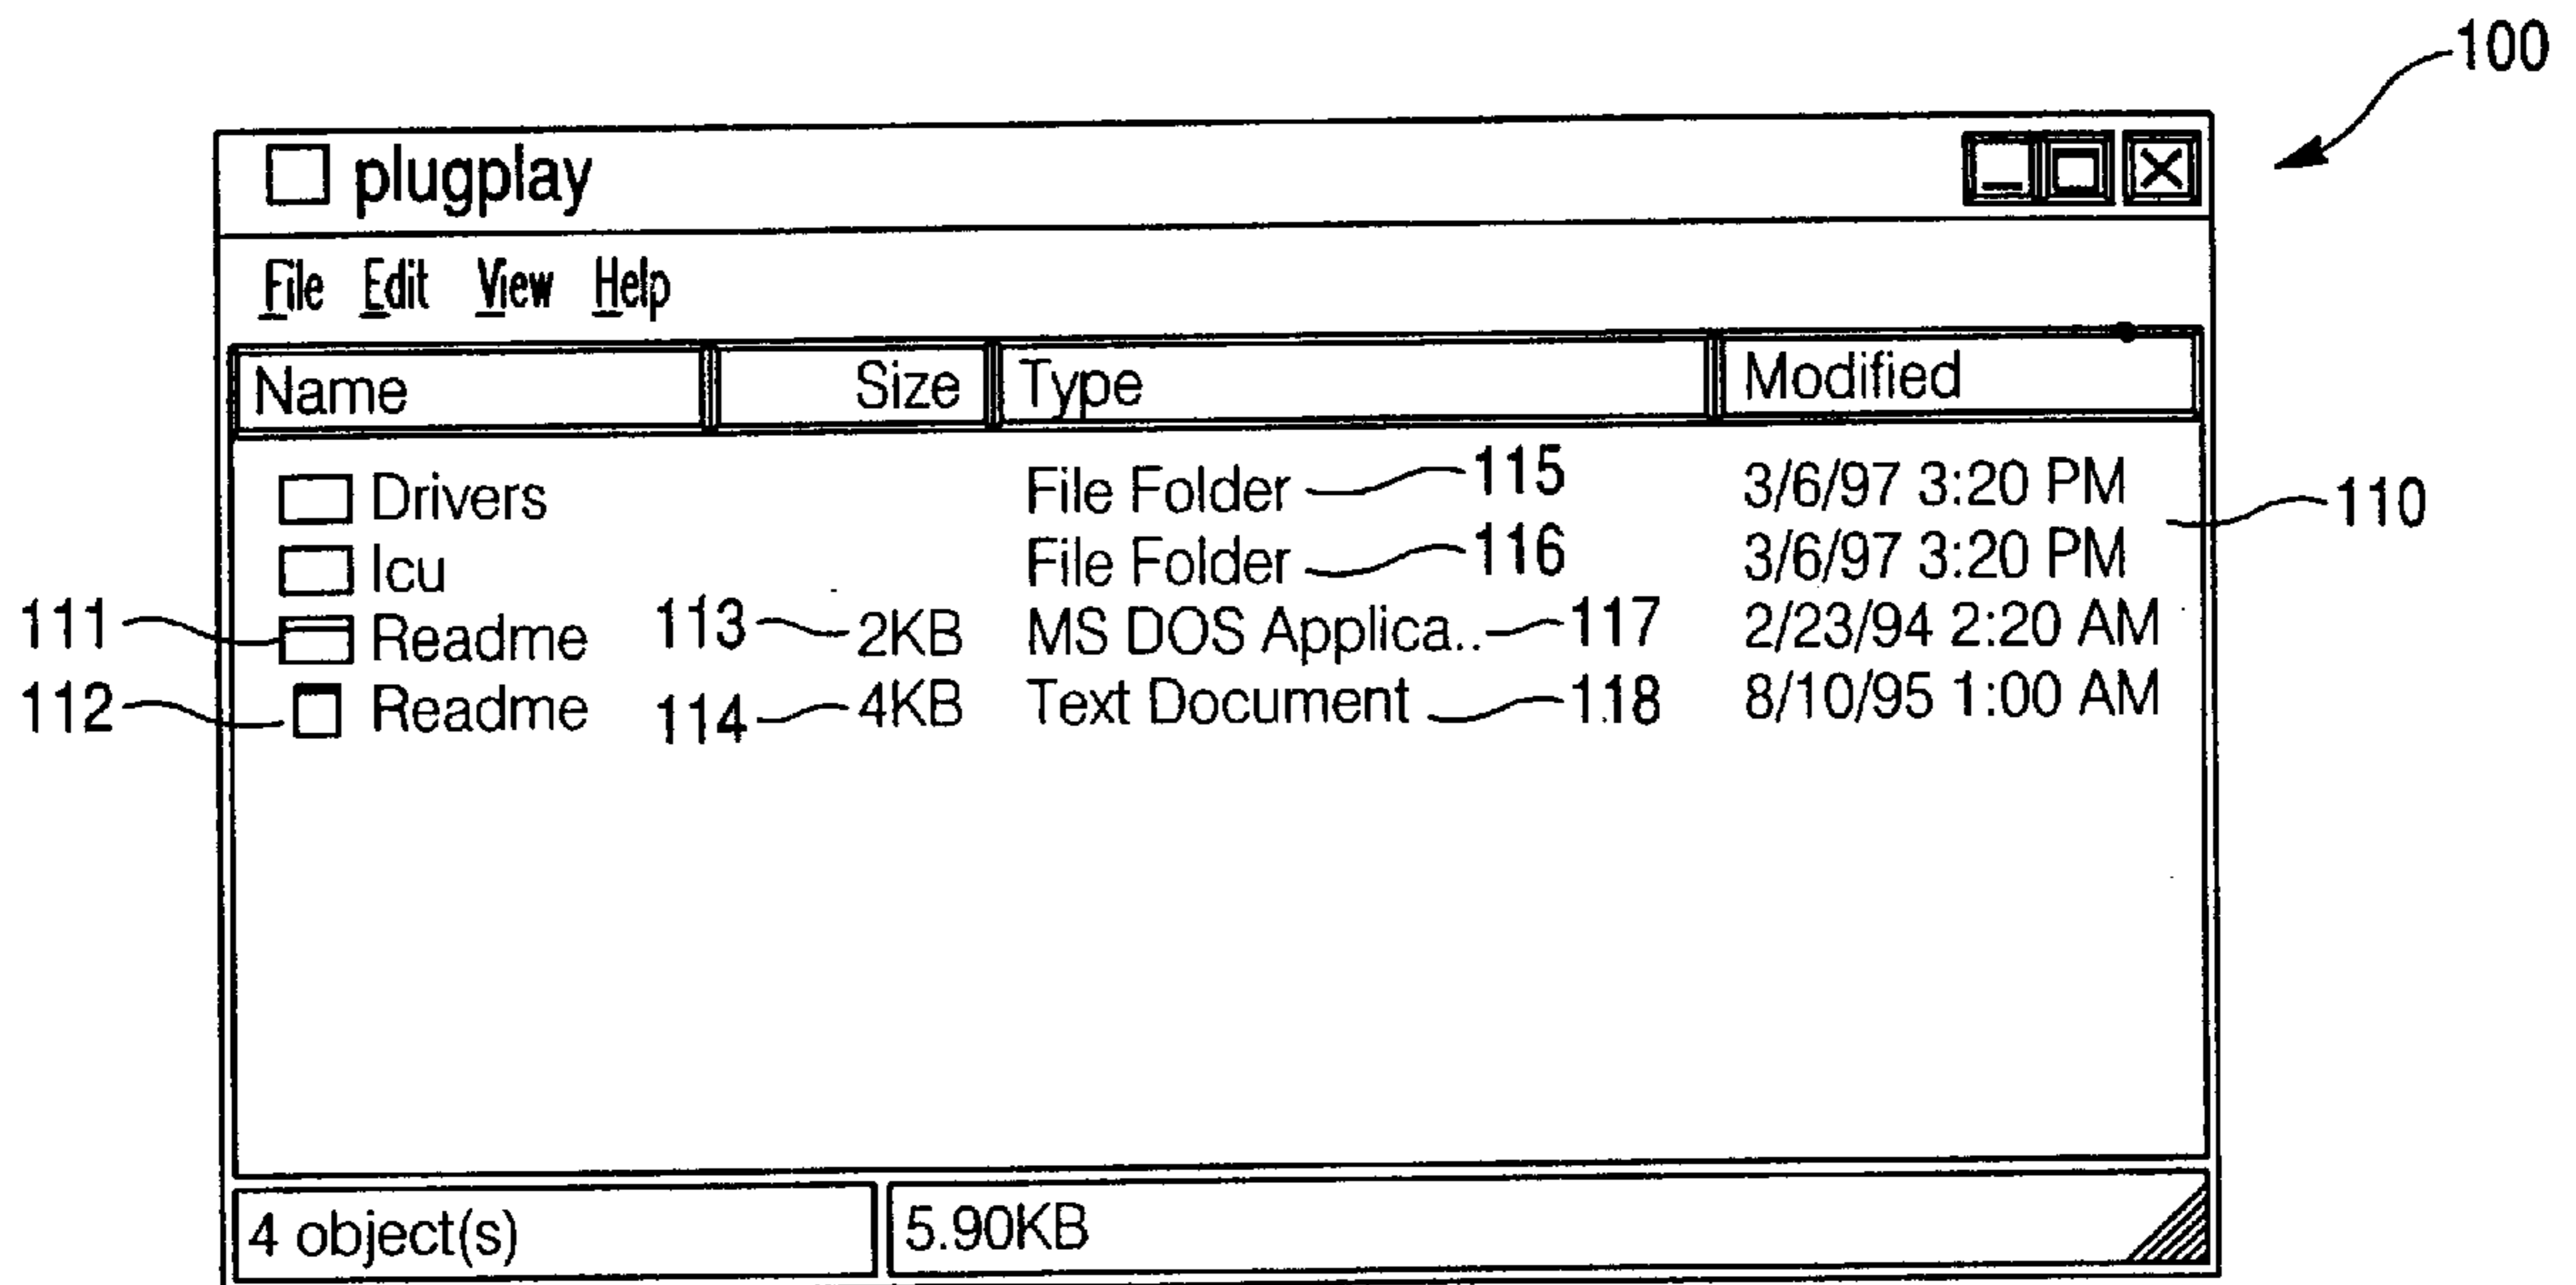 100
plugplay
File Edit View Help
Name Size Type Modified
Drivers File Folder 115 3/6/97 3:20 PM 110
Icu File Folder 116 3/6/97 3:20 PM
111 Readme 113 2KB MS DOS Applica.. 117 2/23/94 2:20 AM
112 Readme 114 4KB Text Document 118 8/10/95 1:00 AM
4 object(s) 5.90KB